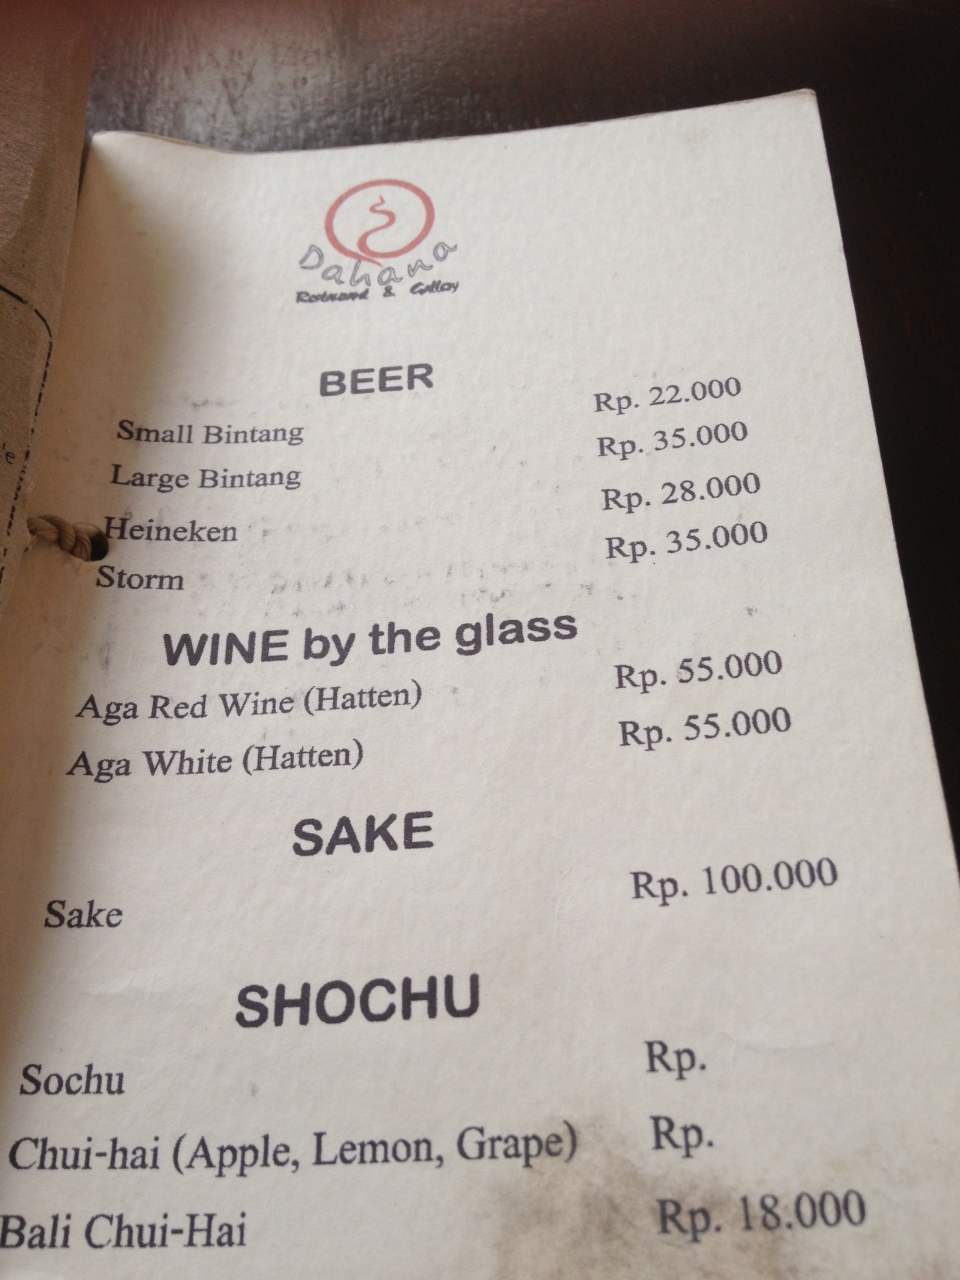 Dahana
Restaurant & Gallery
BEER
Small Bintang Rp. 22.000
Large Bintang Rp. 35.000
Heineken Rp. 28.000
Storm Rp. 35.000
WINE by the glass
Aga Red Wine (Hatten) Rp. 55.000
Aga White (Hatten) Rp. 55.000
SAKE
Sake Rp. 100.000
SHOCHU
Sochu Rp.
Chui-hai (Apple, Lemon, Grape) Rp.
Bali Chui-Hai Rp. 18.000